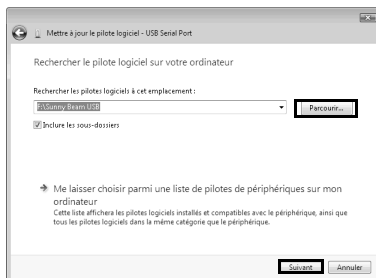 Mettre à jour le pilote logiciel - USB Serial Port
Rechercher le pilote logiciel sur votre ordinateur
Rechercher les pilotes logiciels à cet emplacement :
F:\Sunny Beam USB
Parcourir...
Inclure les sous-dossiers
Me laisser choisir parmi une liste de pilotes de périphériques sur mon
ordinateur
Cette liste affichera les pilotes logiciels installés et compatibles avec le périphérique, ainsi que
tous les pilotes logiciels dans la même catégorie que le périphérique.
Suivant Annuler